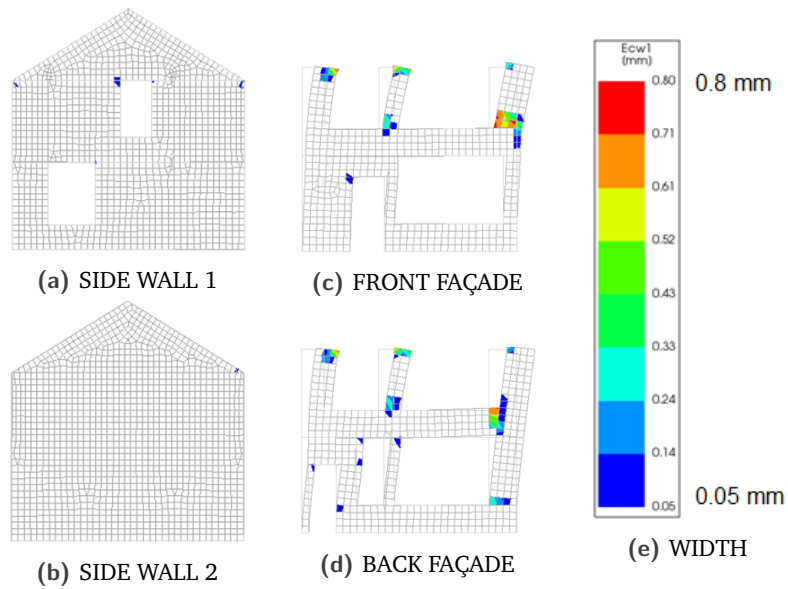 (a) SIDE WALL 1
(c) FRONT FAÇADE
(b) SIDE WALL 2
(d) BACK FAÇADE
Ecw1
(mm)
0.80
0.71
0.61
0.52
0.43
0.33
0.24
0.14
0.05
0.8 mm
0.05 mm
(e) WIDTH